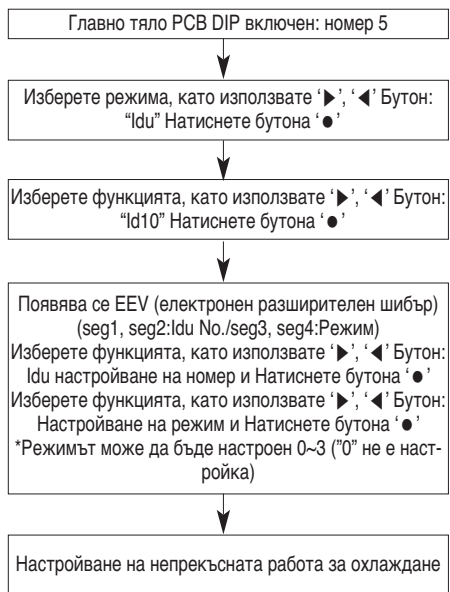 Главно тяло PCB DIP включен: номер 5
Изберете режима, като използвате ‘▶’, ‘◀’ Бутон:
“Idu” Натиснете бутона ‘●’
Изберете функцията, като използвате ‘▶’, ‘◀’ Бутон:
“Id10” Натиснете бутона ‘●’
Появява се EEV (електронен разширителен шибър)
(seg1, seg2:Idu No./seg3, seg4:Режим)
Изберете функцията, като използвате ‘▶’, ‘◀’ Бутон:
Idu настройване на номер и Натиснете бутона ‘●’
Изберете функцията, като използвате ‘▶’, ‘◀’ Бутон:
Настройване на режим и Натиснете бутона ‘●’
*Режимът може да бъде настроен 0~3 ("0” не е наст-
ройка)
Настройване на непрекъсната работа за охлаждане